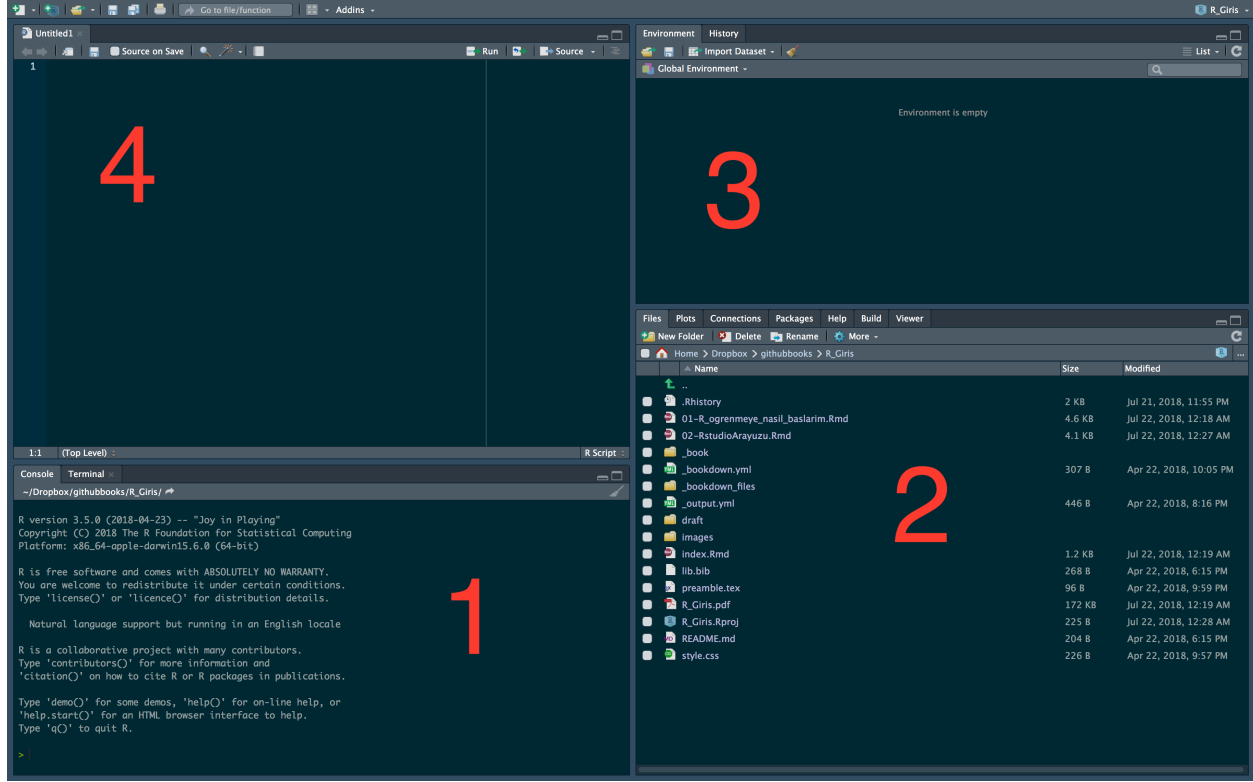 Go to file/function Addins R_Giris
Untitled1
Source on Save Run Source
1
4
1:1 (Top Level) R Script
Console Terminal
~/Dropbox/githubbooks/R_Giris/
R version 3.5.0 (2018-04-23) -- "Joy in Playing"
Copyright (C) 2018 The R Foundation for Statistical Computing
Platform: x86_64-apple-darwin15.6.0 (64-bit)
R is free software and comes with ABSOLUTELY NO WARRANTY.
You are welcome to redistribute it under certain conditions.
Type 'license()' or 'licence()' for distribution details.
Natural language support but running in an English locale
R is a collaborative project with many contributors.
Type 'contributors()' for more information and
'citation()' on how to cite R or R packages in publications.
Type 'demo()' for some demos, 'help()' for on-line help, or
'help.start()' for an HTML browser interface to help.
Type 'q()' to quit R.
>
1
Environment History
Import Dataset List
Global Environment
Environment is empty
3
Files Plots Connections Packages Help Build Viewer
New Folder Delete Rename More
Home > Dropbox > githubbooks > R_Giris ...
Name Size Modified
..
.Rhistory 2 KB Jul 21, 2018, 11:55 PM
01-R_ogrenmeye_nasil_baslarim.Rmd 4.6 KB Jul 22, 2018, 12:18 AM
02-RstudioArayuzu.Rmd 4.1 KB Jul 22, 2018, 12:27 AM
_book
_bookdown.yml 307 B Apr 22, 2018, 10:05 PM
_bookdown_files
_output.yml 446 B Apr 22, 2018, 8:16 PM
draft
images
index.Rmd 1.2 KB Jul 22, 2018, 12:19 AM
lib.bib 268 B Apr 22, 2018, 6:15 PM
preamble.tex 96 B Apr 22, 2018, 9:59 PM
R_Giris.pdf 172 KB Jul 22, 2018, 12:19 AM
R_Giris.Rproj 225 B Jul 22, 2018, 12:28 AM
README.md 204 B Apr 22, 2018, 6:15 PM
style.css 226 B Apr 22, 2018, 9:57 PM
2